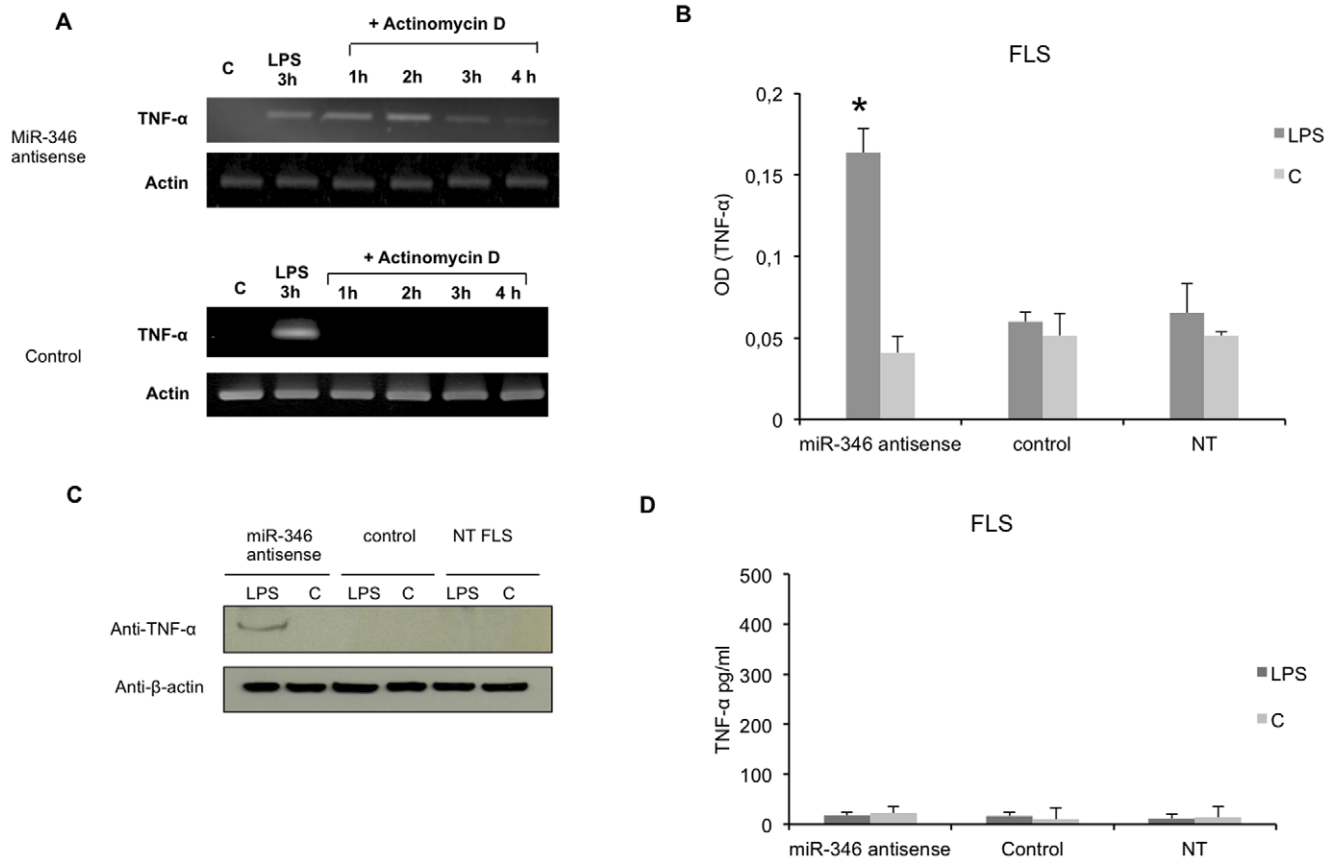 A
+ Actinomycin D
C
LPS
3h
1h 2h 3h 4 h
TNF-α
MiR-346
antisense
Actin
+ Actinomycin D
C
LPS
3h
1h 2h 3h 4 h
TNF-α
Control
Actin
B
FLS
0,2
0,15
0,1
0,05
0
OD (TNF-α)
*
LPS
C
miR-346 antisense control NT
C
miR-346
antisense
control
NT FLS
LPS C LPS C LPS C
Anti-TNF-α
Anti-β-actin
D
FLS
500
400
300
200
100
0
TNF-α pg/ml
LPS
C
miR-346 antisense Control NT